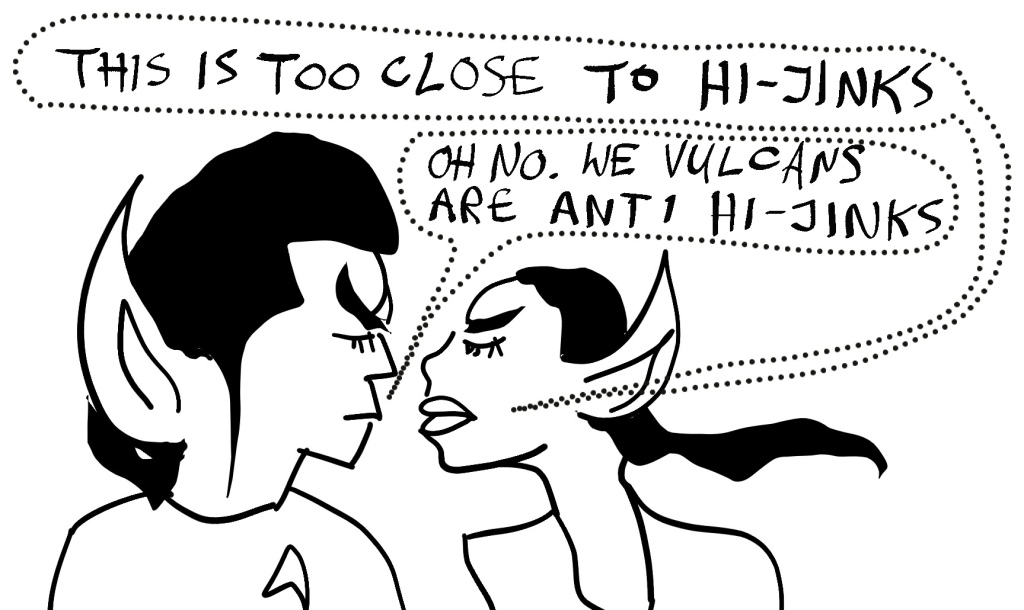 THIS IS TOO CLOSE TO HI-JINKS
OH NO. WE VULCANS
ARE ANTI HI-JINKS